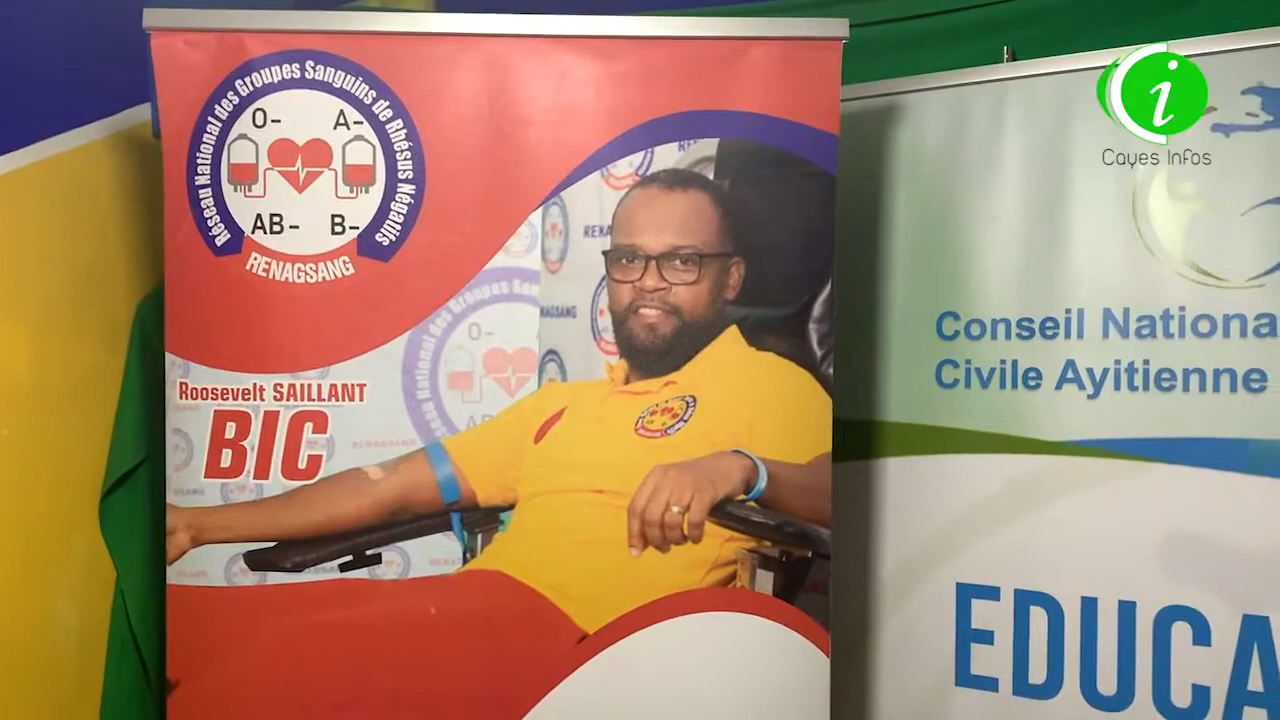 Réseau National des Groupes Sanguins de Rhésus Négatifs
O- A-
AB- B-
RENAGSANG
Roosevelt SAILLANT
BIC
i
Cayes Infos
Conseil Nationa
Civile Ayitienne
EDUCA